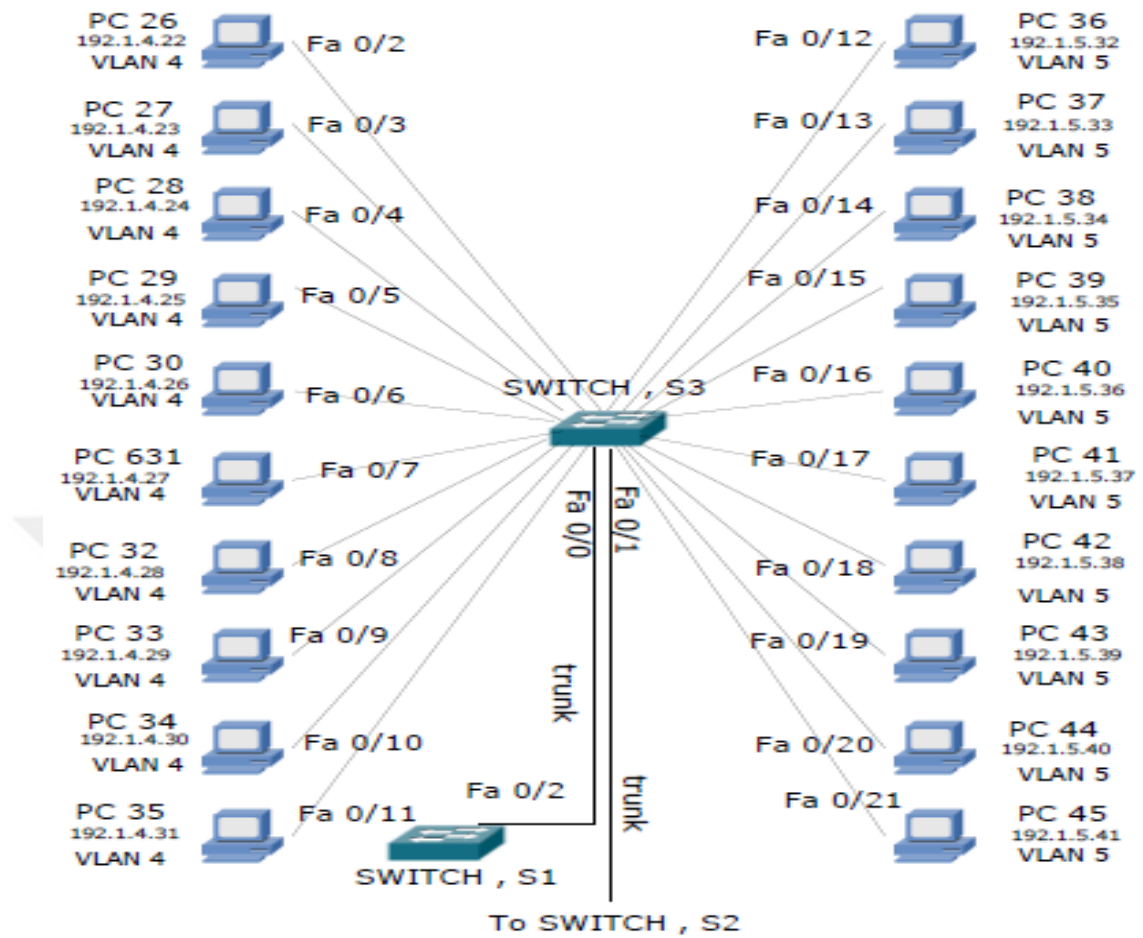 PC 26
192.1.4.22
VLAN 4
Fa 0/2
Fa 0/12
PC 36
192.1.5.32
VLAN 5
PC 27
192.1.4.23
VLAN 4
Fa 0/3
Fa 0/13
PC 37
192.1.5.33
VLAN 5
PC 28
192.1.4.24
VLAN 4
Fa 0/4
Fa 0/14
PC 38
192.1.5.34
VLAN 5
PC 29
192.1.4.25
VLAN 4
Fa 0/5
Fa 0/15
PC 39
192.1.5.35
VLAN 5
PC 30
192.1.4.26
VLAN 4
Fa 0/6
SWITCH , S3
Fa 0/16
PC 40
192.1.5.36
VLAN 5
PC 631
192.1.4.27
VLAN 4
Fa 0/7
Fa 0/0
Fa 0/1
Fa 0/17
PC 41
192.1.5.37
VLAN 5
PC 32
192.1.4.28
VLAN 4
Fa 0/8
Fa 0/18
PC 42
192.1.5.38
VLAN 5
PC 33
192.1.4.29
VLAN 4
Fa 0/9
trunk
Fa 0/19
PC 43
192.1.5.39
VLAN 5
PC 34
192.1.4.30
VLAN 4
Fa 0/10
Fa 0/20
PC 44
192.1.5.40
VLAN 5
PC 35
192.1.4.31
VLAN 4
Fa 0/11
Fa 0/2
trunk
Fa 0/21
PC 45
192.1.5.41
VLAN 5
SWITCH , S1
To SWITCH , S2